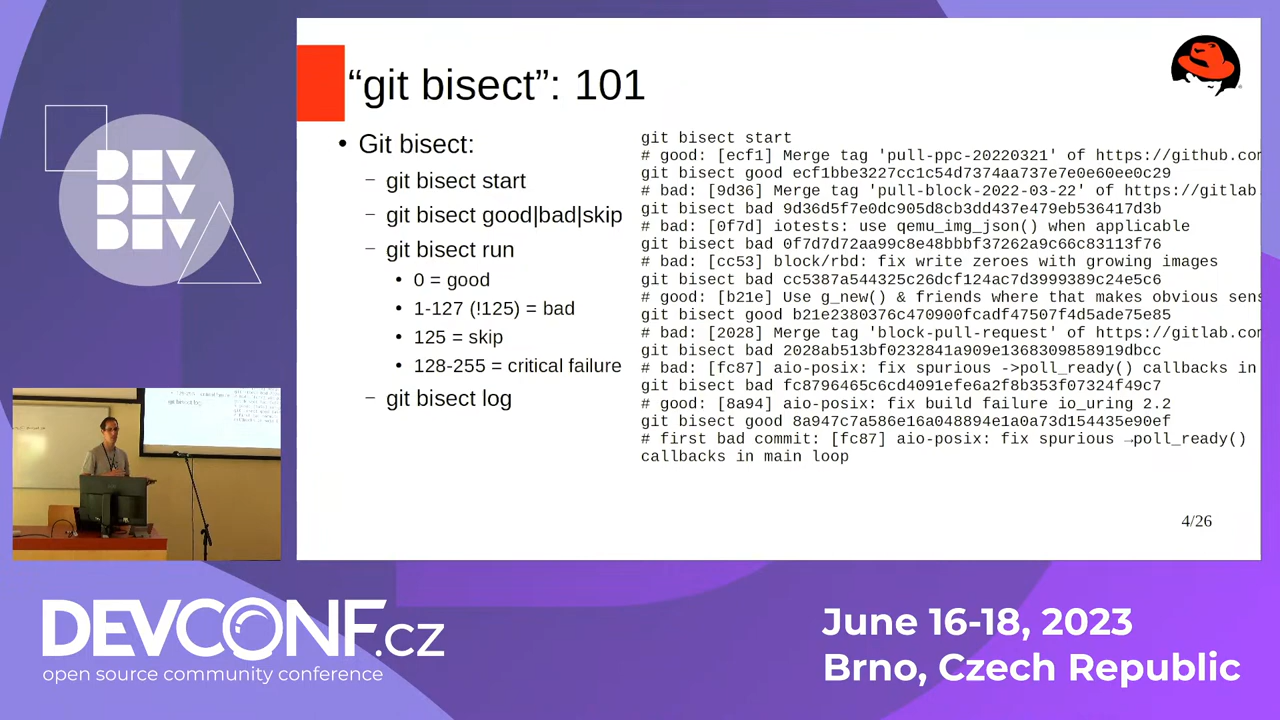 “git bisect”: 101
• Git bisect:
– git bisect start
– git bisect good|bad|skip
– git bisect run
• 0 = good
• 1-127 (!125) = bad
• 125 = skip
• 128-255 = critical failure
– git bisect log
git bisect start
# good: [ecf1] Merge tag 'pull-ppc-20220321' of https://github.com
git bisect good ecf1bbe3227cc1c54d7374aa737e7e0e60ee0c29
# bad: [9d36] Merge tag 'pull-block-2022-03-22' of https://gitlab.
git bisect bad 9d36d5f7e0dc905d8cb3dd437e479eb536417d3b
# bad: [0f7d] iotests: use qemu_img_json() when applicable
git bisect bad 0f7d7d72aa99c8e48bbbf37262a9c66c83113f76
# bad: [cc53] block/rbd: fix write zeroes with growing images
git bisect bad cc5387a544325c26dcf124ac7d3999389c24e5c6
# good: [b21e] Use g_new() & friends where that makes obvious sens
git bisect good b21e2380376c470900fcadf47507f4d5ade75e85
# bad: [2028] Merge tag 'block-pull-request' of https://gitlab.com
git bisect bad 2028ab513bf0232841a909e1368309858919dbcc
# bad: [fc87] aio-posix: fix spurious ->poll_ready() callbacks in
git bisect bad fc8796465c6cd4091efe6a2f8b353f07324f49c7
# good: [8a94] aio-posix: fix build failure io_uring 2.2
git bisect good 8a947c7a586e16a048894e1a0a73d154435e90ef
# first bad commit: [fc87] aio-posix: fix spurious →poll_ready()
callbacks in main loop
4/26
DEV
DEV
DEV
DEVCONF.cz
open source community conference
June 16-18, 2023
Brno, Czech Republic